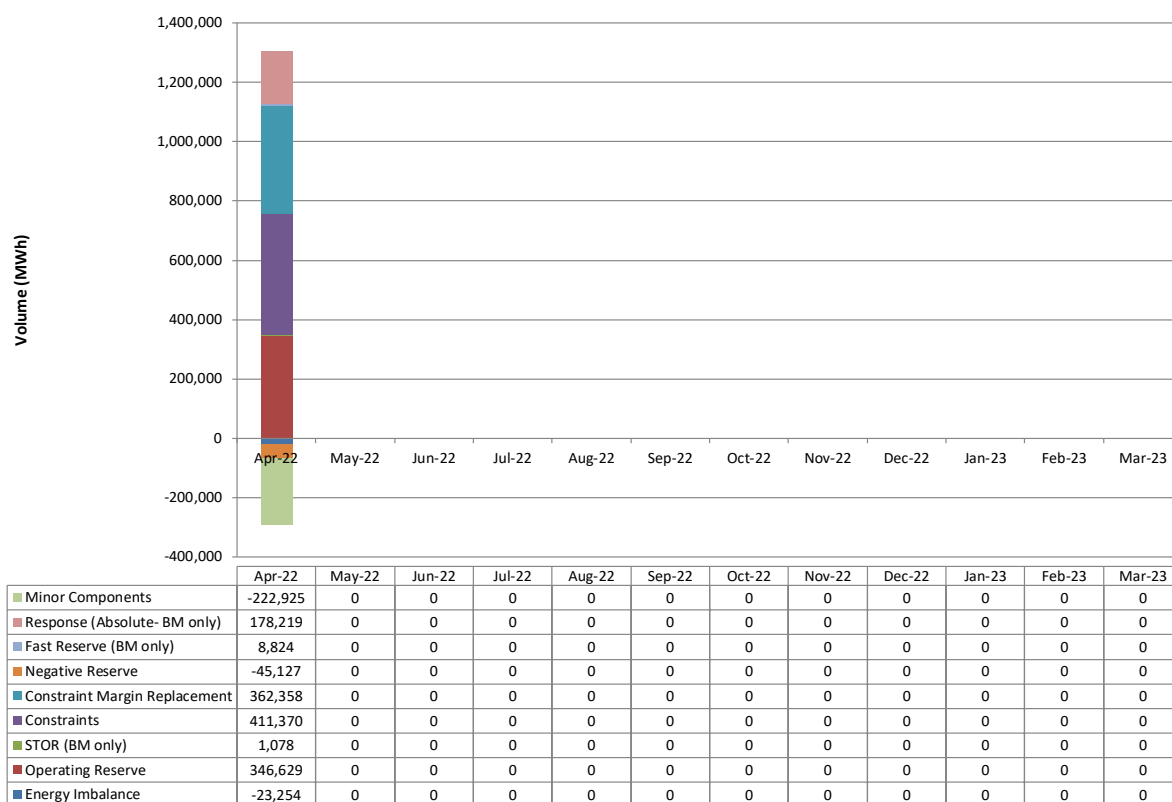 1,400,000
1,200,000
1,000,000
800,000
600,000
400,000
200,000
0
-200,000
-400,000
Volume (MWh)
Apr-22 May-22 Jun-22 Jul-22 Aug-22 Sep-22 Oct-22 Nov-22 Dec-22 Jan-23 Feb-23 Mar-23
Apr-22 May-22 Jun-22 Jul-22 Aug-22 Sep-22 Oct-22 Nov-22 Dec-22 Jan-23 Feb-23 Mar-23
Minor Components -222,925 0 0 0 0 0 0 0 0 0 0 0
Response (Absolute- BM only) 178,219 0 0 0 0 0 0 0 0 0 0 0
Fast Reserve (BM only) 8,824 0 0 0 0 0 0 0 0 0 0 0
Negative Reserve -45,127 0 0 0 0 0 0 0 0 0 0 0
Constraint Margin Replacement 362,358 0 0 0 0 0 0 0 0 0 0 0
Constraints 411,370 0 0 0 0 0 0 0 0 0 0 0
STOR (BM only) 1,078 0 0 0 0 0 0 0 0 0 0 0
Operating Reserve 346,629 0 0 0 0 0 0 0 0 0 0 0
Energy Imbalance -23,254 0 0 0 0 0 0 0 0 0 0 0